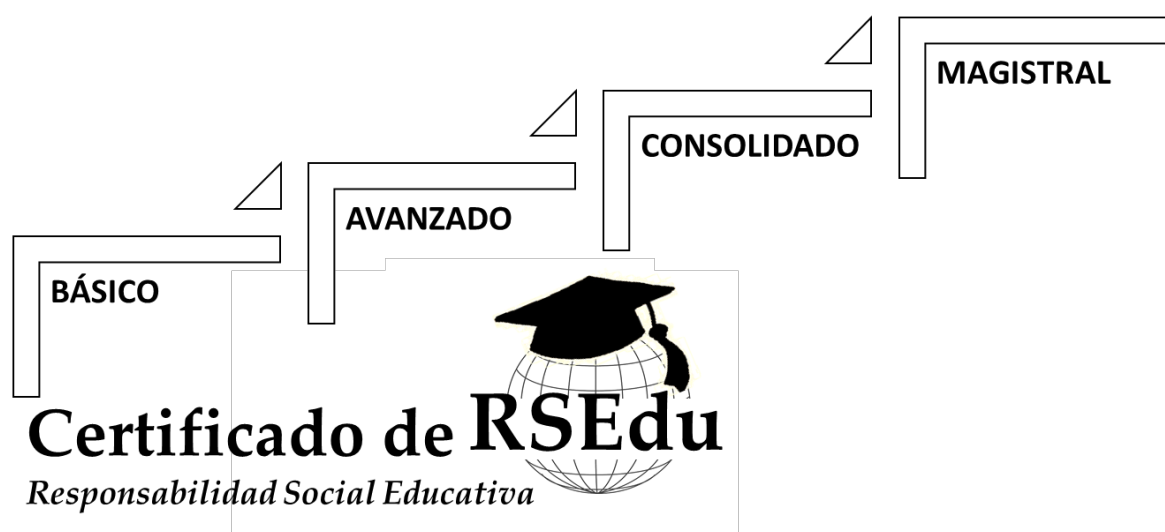 MAGISTRAL
CONSOLIDADO
AVANZADO
BÁSICO
Certificado de RSEdu
Responsabilidad Social Educativa